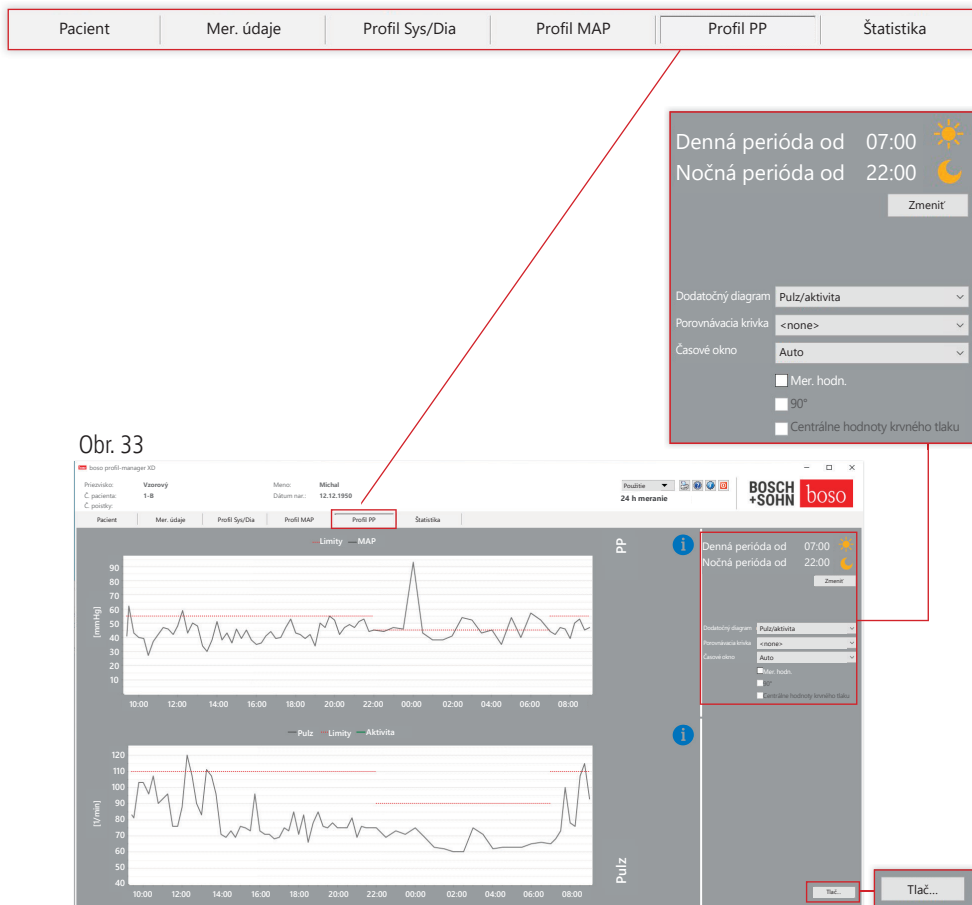 Pacient Mer. údaje Profil Sys/Dia Profil MAP Profil PP Štatistika
Denná perióda od 07:00
Nočná perióda od 22:00
Zmeniť
Dodatočný diagram Pulz/aktivita
Porovnávacia krivka <none>
Časové okno Auto
Mer. hodn.
90°
Centrálne hodnoty krvného tlaku
Obr. 33
boso profil-manager XD
Priezvisko: Vzorový Meno: Michal
Č. pacienta: 1-8 Dátum nar.: 12.12.1950
Č. poistky:
Použitie
24 h meranie
BOSCH
+SOHN boso
Pacient Mer. údaje Profil Sys/Dia Profil MAP Profil PP Štatistika
Limity MAP
PP
[mmHg]
90
80
70
60
50
40
30
20
10
10:00 12:00 14:00 16:00 18:00 20:00 22:00 00:00 02:00 04:00 06:00 08:00
Denná perióda od 07:00
Nočná perióda od 22:00
Zmeniť
Dodatočný diagram Pulz/aktivita
Porovnávacia krivka <none>
Časové okno Auto
Mer. hodn.
90°
Centrálne hodnoty krvného tlaku
Pulz Limity Aktivita
Pulz
[1/min]
120
110
100
90
80
70
60
50
40
10:00 12:00 14:00 16:00 18:00 20:00 22:00 00:00 02:00 04:00 06:00 08:00
Tlač...
Tlač...